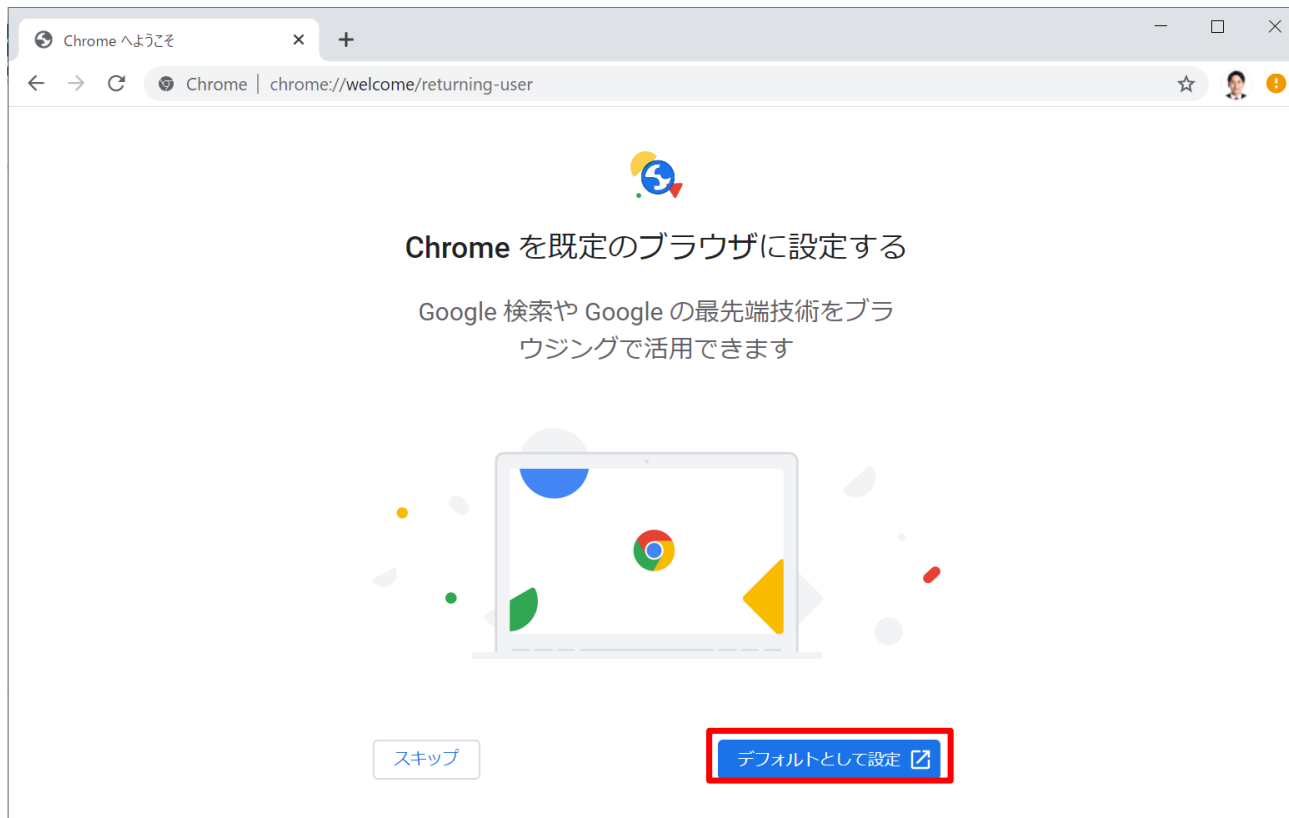 Chrome へようこそ
Chrome | chrome://welcome/returning-user
Chrome を既定のブラウザに設定する
Google 検索や Google の最先端技術をブラ
ウジングで活用できます
スキップ
デフォルトとして設定